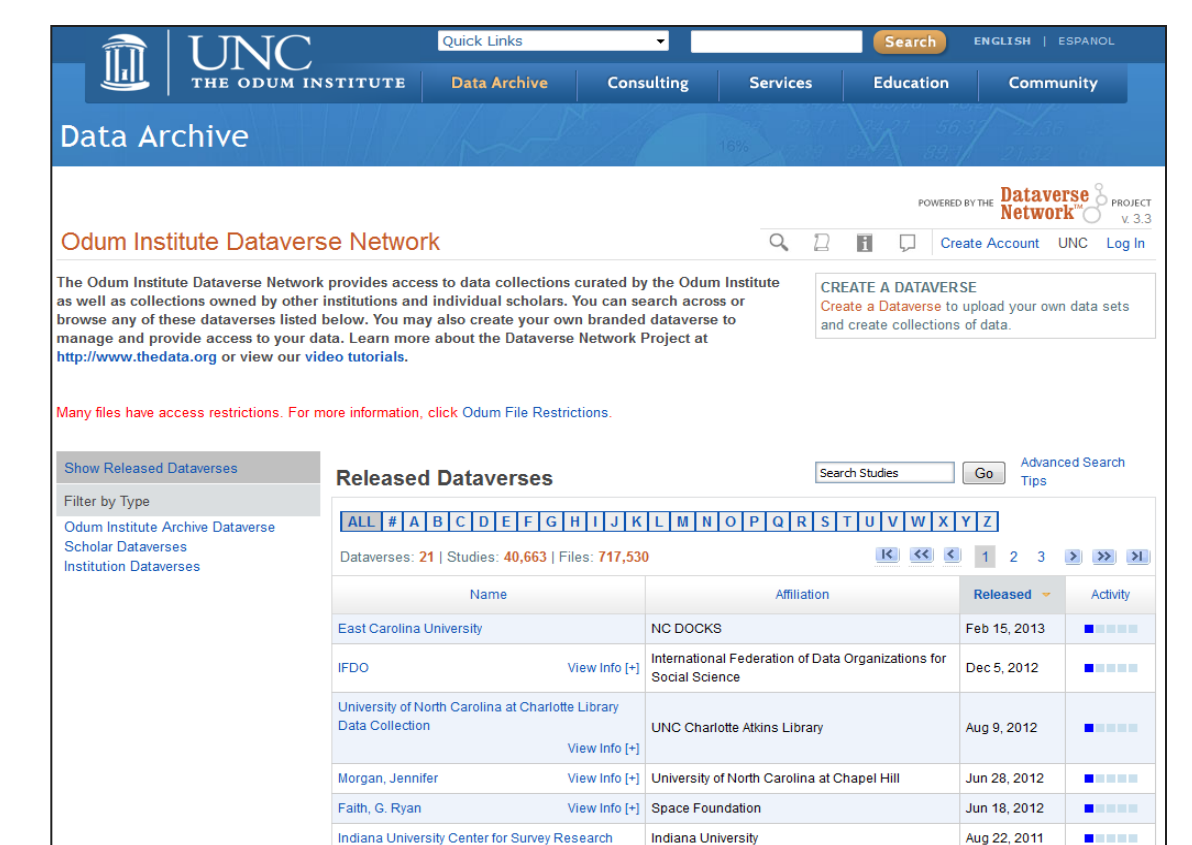 UNC
THE ODUM INSTITUTE
Quick Links
Search
ENGLISH | ESPANOL
Data Archive
Consulting
Services
Education
Community
Data Archive
16%
POWERED BY THE Dataverse Network™ PROJECT
v. 3.3
Odum Institute Dataverse Network
Create Account UNC Log In
The Odum Institute Dataverse Network provides access to data collections curated by the Odum Institute
as well as collections owned by other institutions and individual scholars. You can search across or
browse any of these dataverses listed below. You may also create your own branded dataverse to
manage and provide access to your data. Learn more about the Dataverse Network Project at
http://www.thedata.org or view our video tutorials.
CREATE A DATAVERSE
Create a Dataverse to upload your own data sets
and create collections of data.
Many files have access restrictions. For more information, click Odum File Restrictions.
Show Released Dataverses
Filter by Type
Odum Institute Archive Dataverse
Scholar Dataverses
Institution Dataverses
Released Dataverses
Search Studies
Go
Advanced Search
Tips
ALL # A B C D E F G H I J K L M N O P Q R S T U V W X Y Z
Dataverses: 21 | Studies: 40,663 | Files: 717,530
1 2 3
Name Affiliation Released Activity
East Carolina University NC DOCKS Feb 15, 2013
IFDO View Info [+] International Federation of Data Organizations for
Social Science Dec 5, 2012
University of North Carolina at Charlotte Library
Data Collection
View Info [+] UNC Charlotte Atkins Library Aug 9, 2012
Morgan, Jennifer View Info [+] University of North Carolina at Chapel Hill Jun 28, 2012
Faith, G. Ryan View Info [+] Space Foundation Jun 18, 2012
Indiana University Center for Survey Research Indiana University Aug 22, 2011